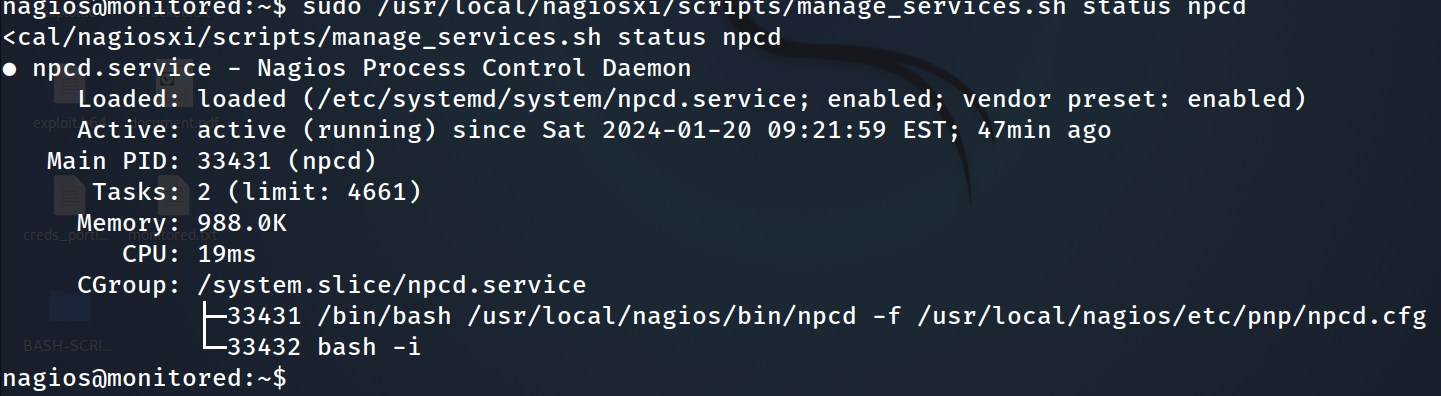 nagios@monitored:~$ sudo /usr/local/nagiosxi/scripts/manage_services.sh status npcd
<cal/nagiosxi/scripts/manage_services.sh status npcd
● npcd.service - Nagios Process Control Daemon
Loaded: loaded (/etc/systemd/system/npcd.service; enabled; vendor preset: enabled)
Active: active (running) since Sat 2024-01-20 09:21:59 EST; 47min ago
Main PID: 33431 (npcd)
Tasks: 2 (limit: 4661)
Memory: 988.0K
CPU: 19ms
CGroup: /system.slice/npcd.service
├─33431 /bin/bash /usr/local/nagios/bin/npcd -f /usr/local/nagios/etc/pnp/npcd.cfg
└─33432 bash -i
nagios@monitored:~$
monitored.txt
BASH-SCRI...